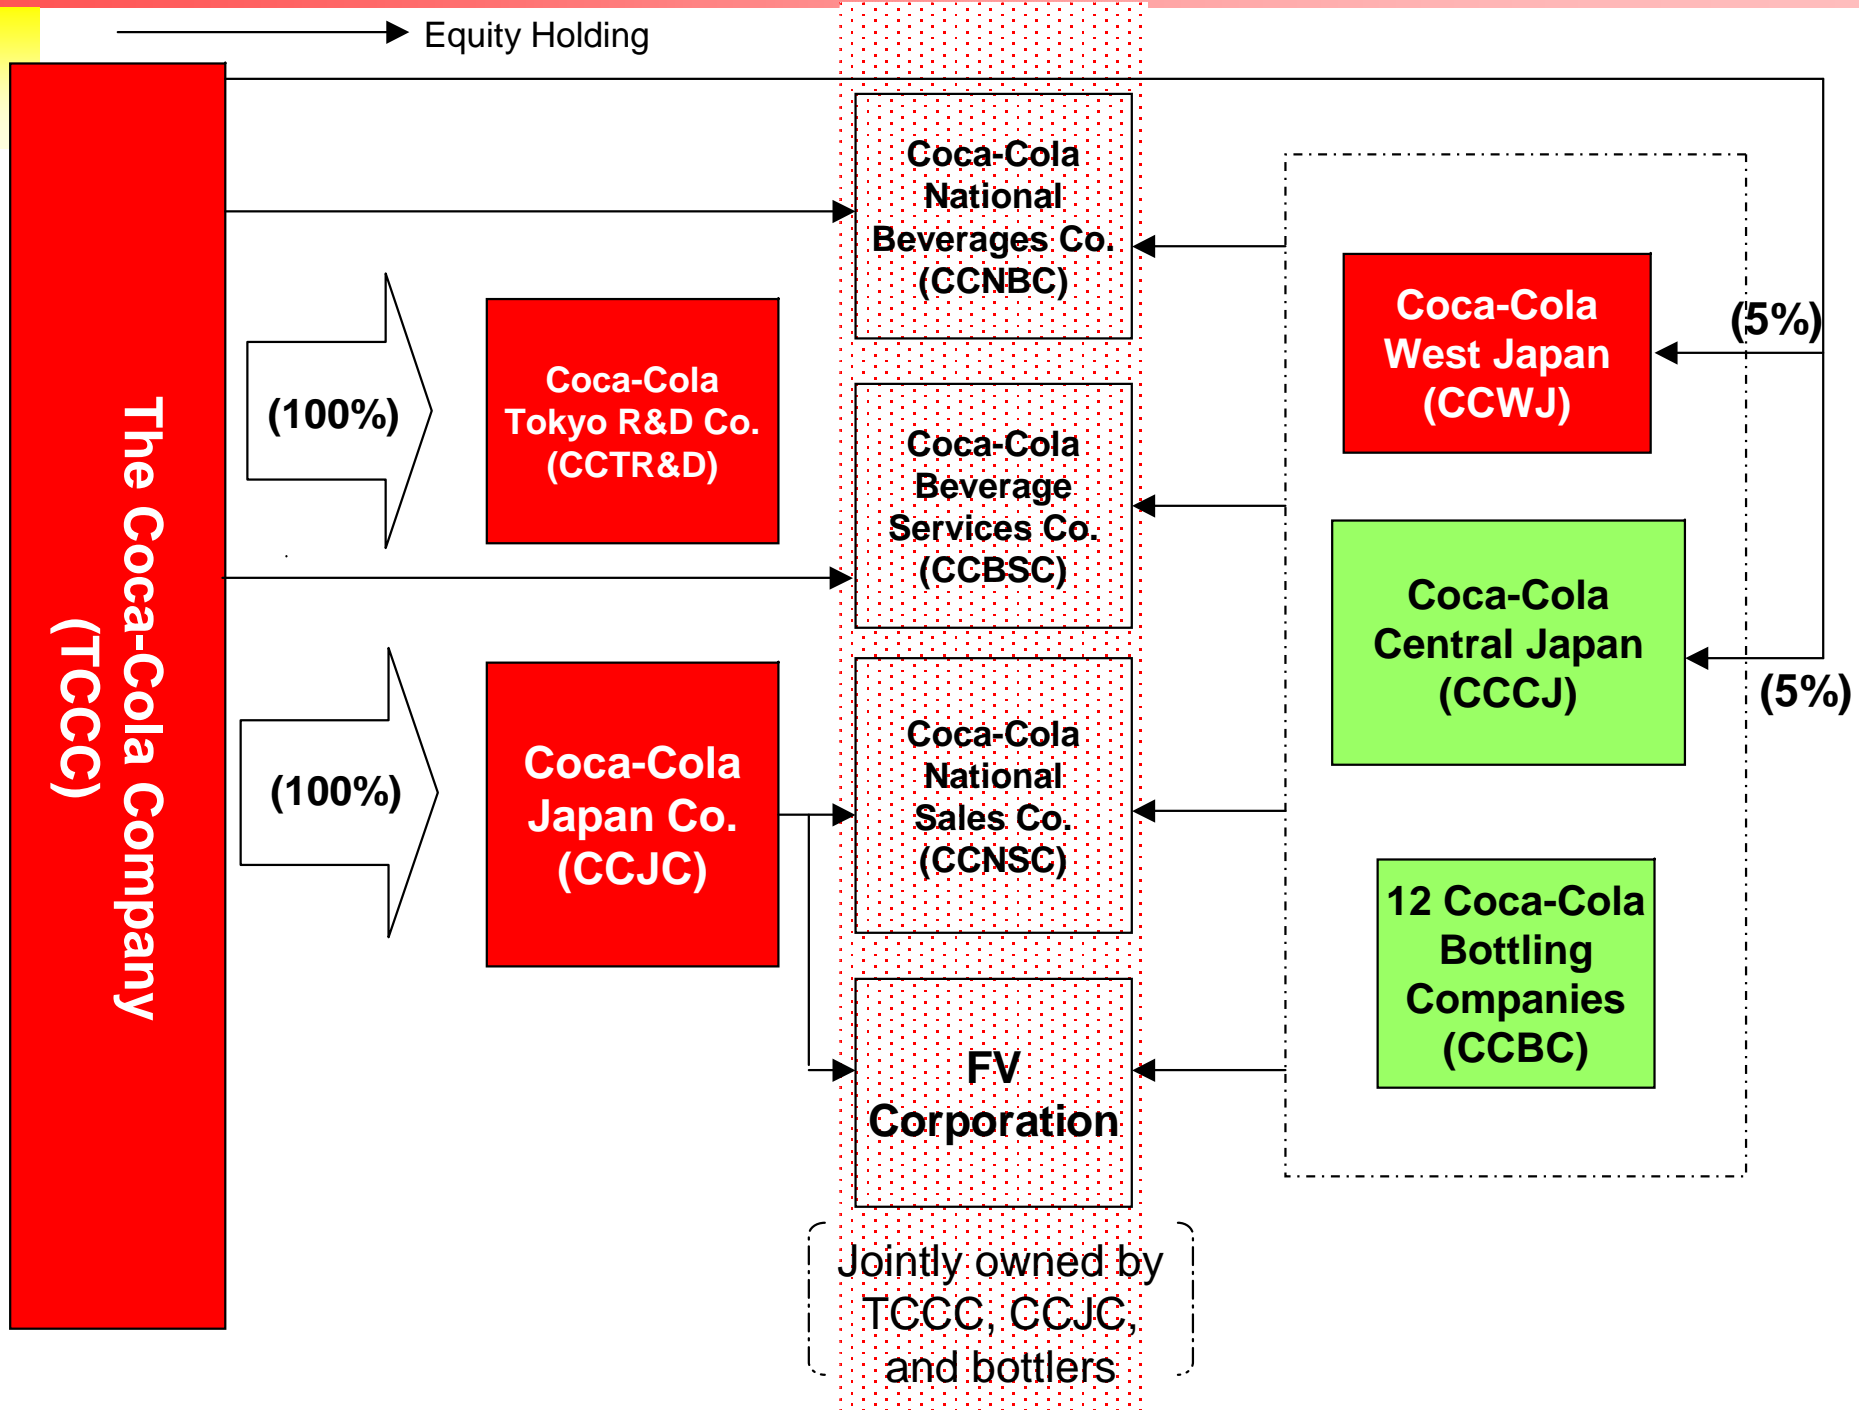 Equity Holding
The Coca-Cola Company
(TCCC)
(100%)
Coca-Cola
Tokyo R&D Co.
(CCTR&D)
(100%)
Coca-Cola
Japan Co.
(CCJC)
Coca-Cola
National
Beverages Co.
(CCNBC)
Coca-Cola
Beverage
Services Co.
(CCBSC)
Coca-Cola
National
Sales Co.
(CCNSC)
FV
Corporation
Jointly owned by
TCCC, CCJC,
and bottlers
Coca-Cola
West Japan
(CCWJ)
(5%)
Coca-Cola
Central Japan
(CCCJ)
(5%)
12 Coca-Cola
Bottling
Companies
(CCBC)